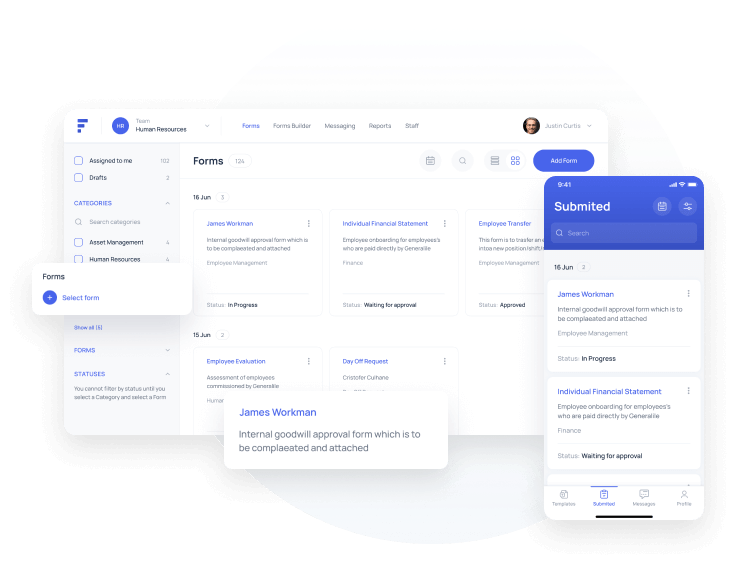 HR
Team
Human Resources
Forms
Forms Builder
Messaging
Reports
Staff
Justin Curtis
Assigned to me 102
Drafts 2
CATEGORIES
Search categories
Asset Management 4
Human Resources 4
Forms
Select form
Show all (5)
FORMS
STATUSES
You cannot filter by status until you
select a Category and select a Form
Forms 124
Add Form
16 Jun 3
James Workman
Internal goodwill approval form which is
to be complaeated and attached
Employee Management
Status: In Progress
Individual Financial Statement
Employee onboarding for employees's
who are paid directly by Generallie
Finance
Status: Waiting for approval
Employee Transfer
This form is to trasfer an
intoa new position/shift/
Employee Management
Status: Approved
15 Jun 2
Employee Evaluation
Assessment of employees
commissioned by Generallie
Human
Day Off Request
Cristofer Culhane
James Workman
Internal goodwill approval form which is to
be complaeated and attached
9:41
Submited
Search
16 Jun 2
James Workman
Internal goodwill approval form which is to
be complaeated and attached
Employee Management
Status: In Progress
Individual Financial Statement
Employee onboarding for employees's
who are paid directly by Generallie
Finance
Status: Waiting for approval
Templates
Submited
Messages
Profile